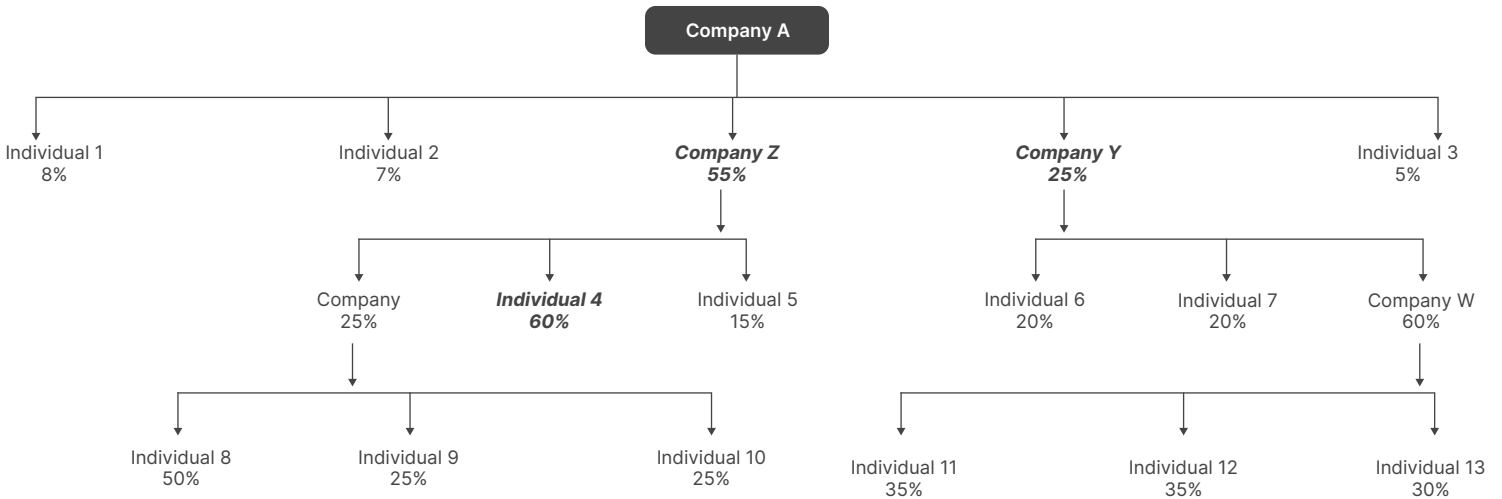 Company A
Individual 1
8%
Individual 2
7%
Company Z
55%
Company Y
25%
Individual 3
5%
Company
25%
Individual 4
60%
Individual 5
15%
Individual 6
20%
Individual 7
20%
Company W
60%
Individual 8
50%
Individual 9
25%
Individual 10
25%
Individual 11
35%
Individual 12
35%
Individual 13
30%